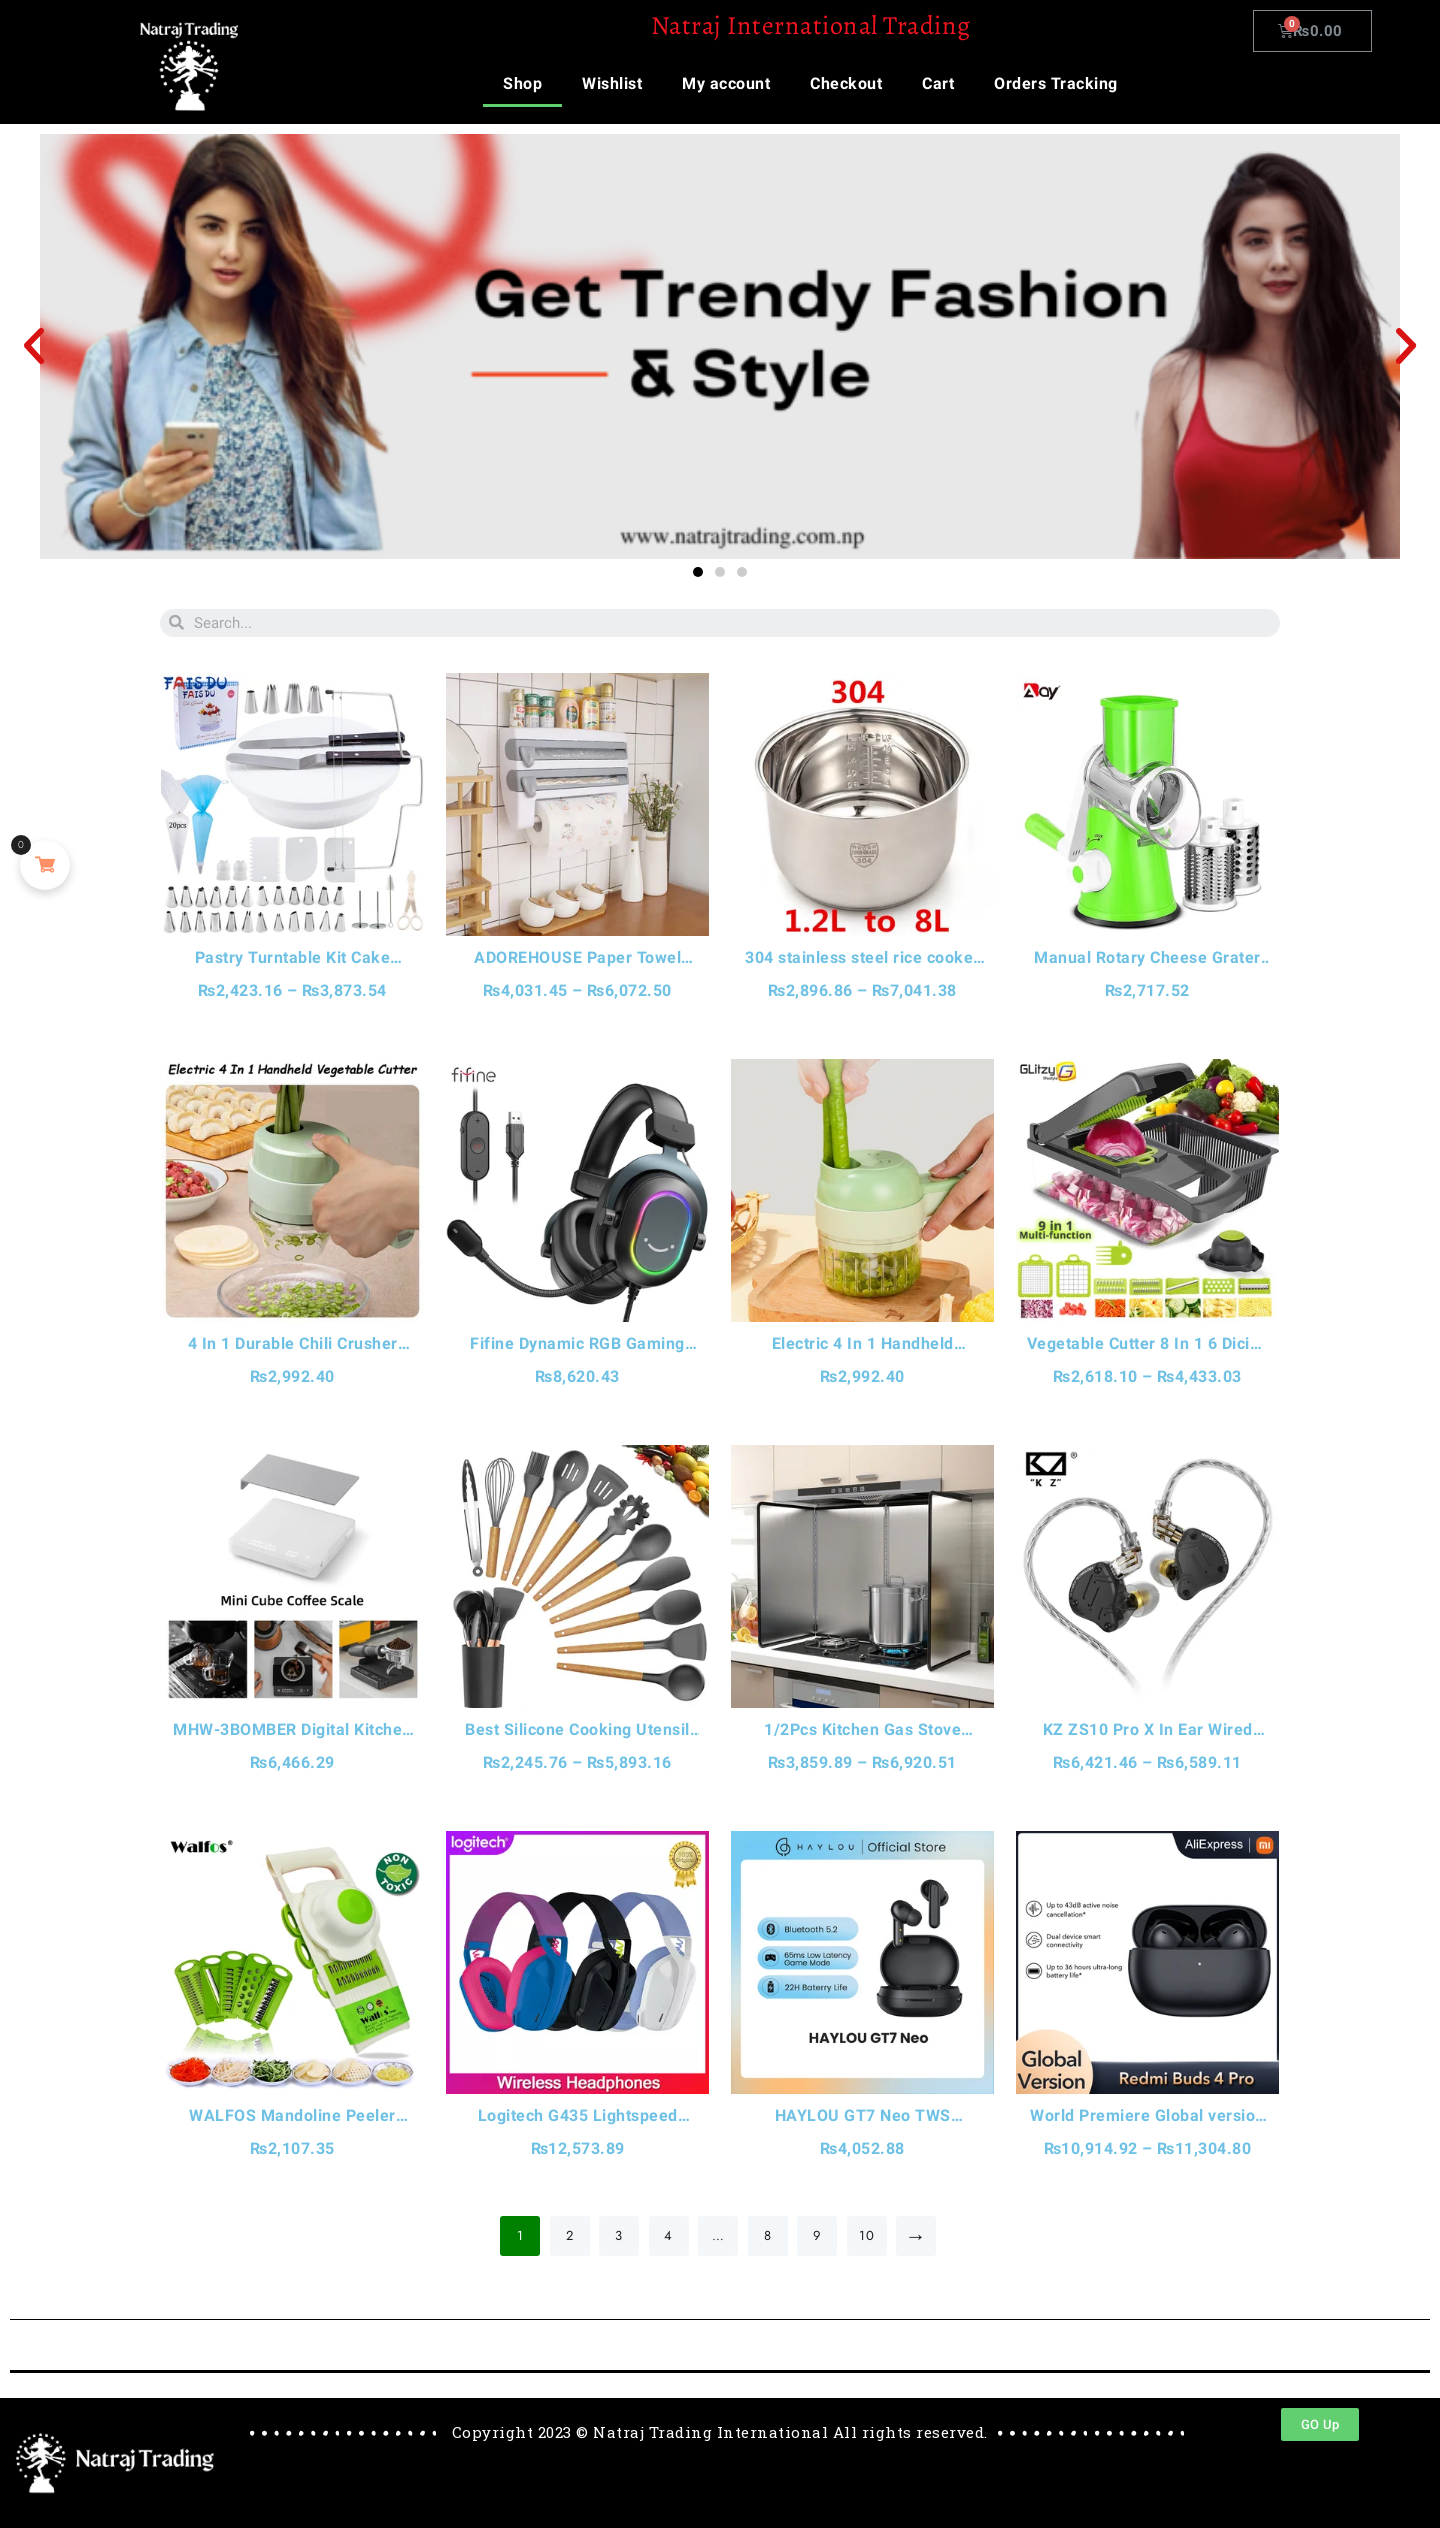 Natraj Trading
Natraj International Trading
0
₨0.00
Shop Wishlist My account Checkout Cart Orders Tracking
Get Trendy Fashion
& Style
www.natrajtrading.com.np
Search...
0
FAIS DU
FAIS DU
20pcs
304
304
1.2L to 8L
Pastry Turntable Kit Cake...
₨2,423.16 – ₨3,873.54
ADOREHOUSE Paper Towel...
₨4,031.45 – ₨6,072.50
304 stainless steel rice cooke...
₨2,896.86 – ₨7,041.38
Manual Rotary Cheese Grater..
₨2,717.52
Electric 4 In 1 Handheld Vegetable Cutter
fifine
GLitzy
9 in 1
Multi-function
4 In 1 Durable Chili Crusher...
₨2,992.40
Fifine Dynamic RGB Gaming...
₨8,620.43
Electric 4 In 1 Handheld...
₨2,992.40
Vegetable Cutter 8 In 1 6 Dici...
₨2,618.10 – ₨4,433.03
Mini Cube Coffee Scale
KZ ®
"K Z"
MHW-3BOMBER Digital Kitche...
₨6,466.29
Best Silicone Cooking Utensil..
₨2,245.76 – ₨5,893.16
1/2Pcs Kitchen Gas Stove...
₨3,859.89 – ₨6,920.51
KZ ZS10 Pro X In Ear Wired...
₨6,421.46 – ₨6,589.11
Walfos®
NON
TOXIC
Walfos
logitech®
Wireless Headphones
HAYLOU | Official Store
Bluetooth 5.2
65ms Low Latency
Game Mode
22H Baterry Life
HAYLOU GT7 Neo
AliExpress | mi
Up to 43dB active noise
cancellation*
Dual device smart
connectivity
Up to 36 hours ultra-long
battery life*
Global
Version
Redmi Buds 4 Pro
WALFOS Mandoline Peeler...
₨2,107.35
Logitech G435 Lightspeed...
₨12,573.89
HAYLOU GT7 Neo TWS...
₨4,052.88
World Premiere Global versio...
₨10,914.92 – ₨11,304.80
1 2 3 4 … 8 9 10 →
Copyright 2023 © Natraj Trading International All rights reserved.
GO Up
Natraj Trading